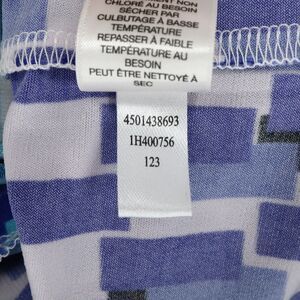 CHLORÉ AU BESOIN
SÉCHER PAR
CULBUTAGE À BASSE
TEMPÉRATURE
REPASSER À FAIBLE
TEMPÉRATURE AU
BESOIN
PEUT ÊTRE NETTOYÉ À
SEC
4501438693
1H400756
123